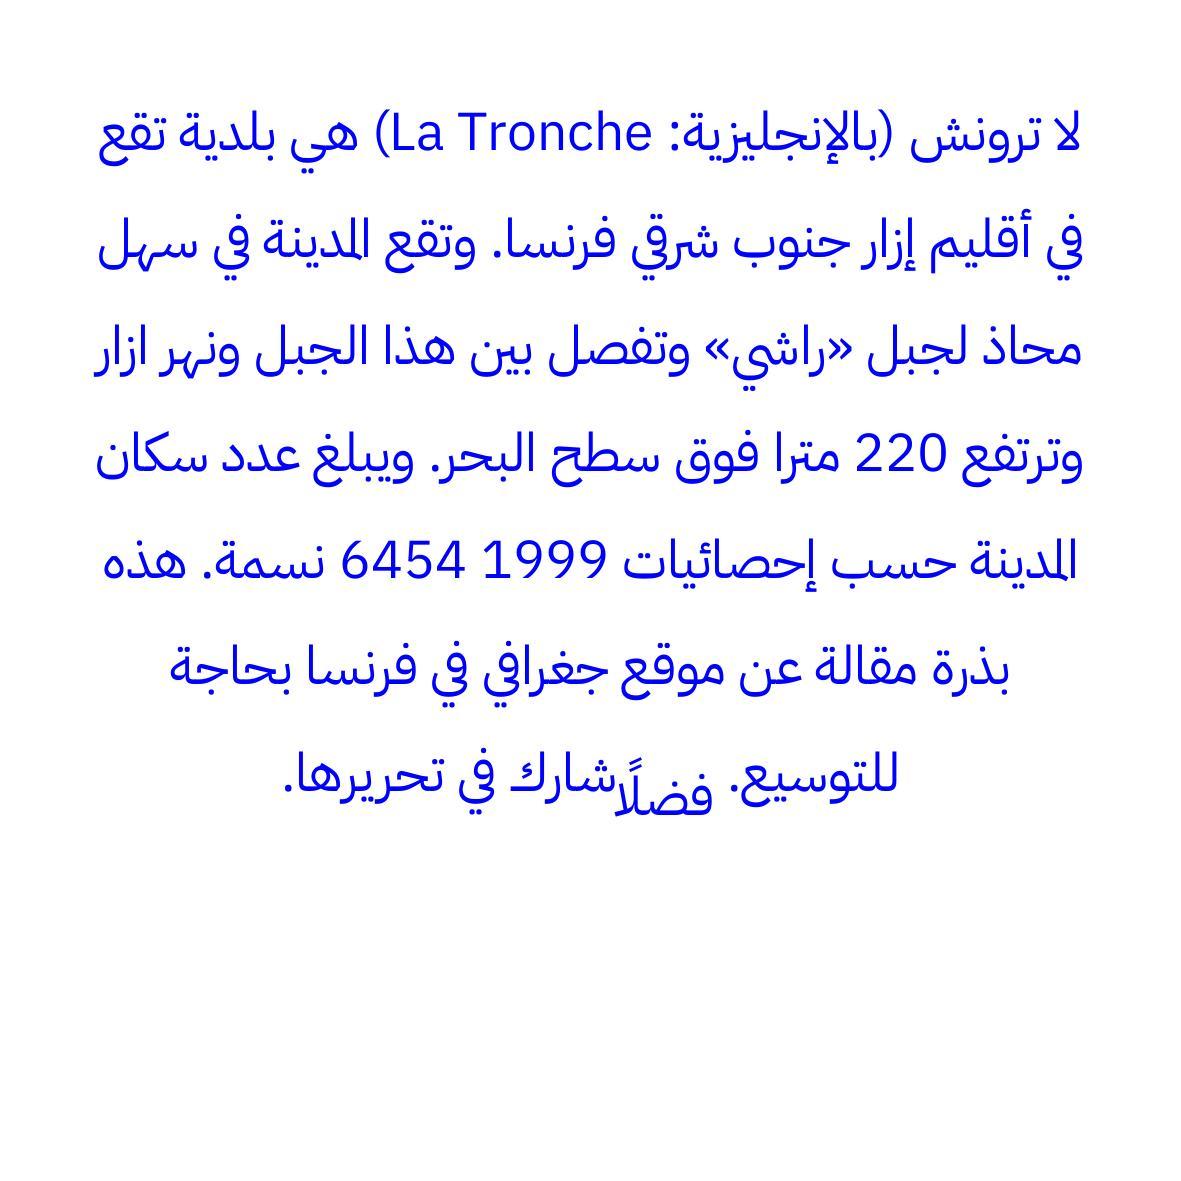 لا ترونش (بالإنجليزية: La Tronche) هي بلدية تقع
في أقليم إزار جنوب شرقي فرنسا. وتقع المدينة في سهل
محاذ لجبل «راشي» وتفصل بين هذا الجبل ونهر ازار
وترتفع 220 مترا فوق سطح البحر. ويبلغ عدد سكان
المدينة حسب إحصائيات 1999 6454 نسمة. هذه
بذرة مقالة عن موقع جغرافي في فرنسا بحاجة
للتوسيع. فضلًا شارك في تحريرها.